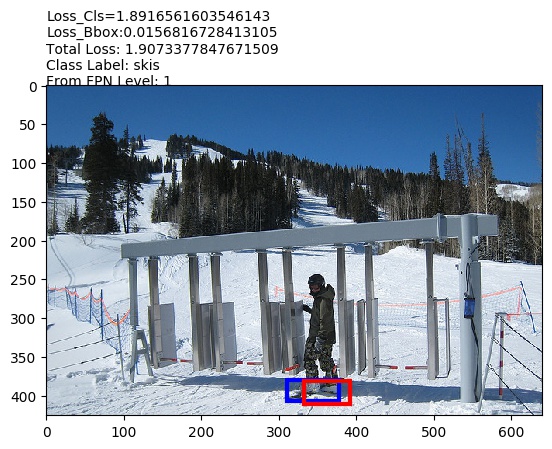 Loss_Cls=1.8916561603546143
Loss_Bbox:0.0156816728413105
Total Loss: 1.9073377847671509
Class Label: skis
From FPN Level: 1
0
50
100
150
200
250
300
350
400
0 100 200 300 400 500 600